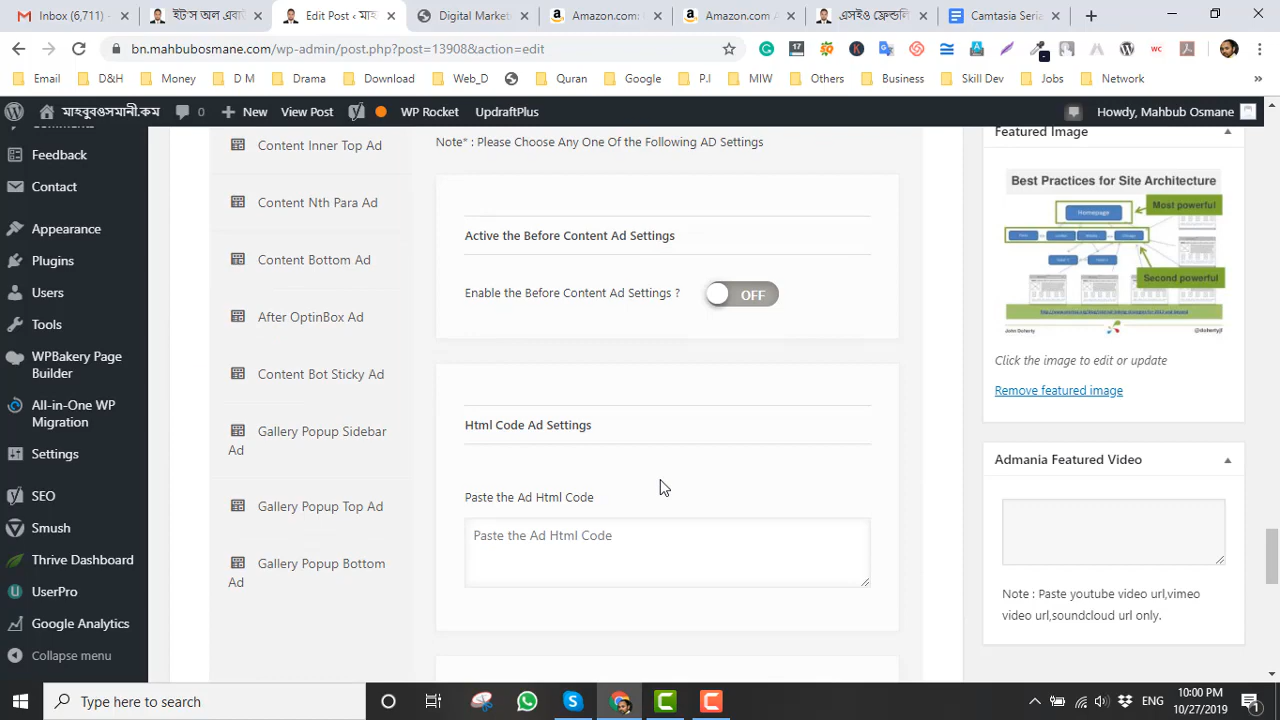 Inbox (6,711) -
ইট'স অল এবাউ
Edit Post ‹ মাহ
Digital Marke
Amazon.com:
Amazon.com A
এসইও ফ্রেন্ডলি
Camtasia Seria
bn.mahbubosmane.com/wp-admin/post.php?post=13908&action=edit
Email
D&H
Money
D M
Drama
Download
Web_D
Quran
Google
P.I
MIW
Others
Business
Skill Dev
Jobs
Network
»
মাহবুবওসমানী.কম
0
New
View Post
WP Rocket
UpdraftPlus
Howdy, Mahbub Osmane
Feedback
Contact
Appearance
Plugins
Users
Tools
WPBakery Page
Builder
All-in-One WP
Migration
Settings
SEO
Smush
Thrive Dashboard
UserPro
Google Analytics
Collapse menu
Content Inner Top Ad
Content Nth Para Ad
Content Bottom Ad
After OptinBox Ad
Content Bot Sticky Ad
Gallery Popup Sidebar
Ad
Gallery Popup Top Ad
Gallery Popup Bottom
Ad
Note* : Please Choose Any One Of the Following AD Settings
Active the Before Content Ad Settings
Enable the Before Content Ad Settings ?
OFF
Html Code Ad Settings
Paste the Ad Html Code
Paste the Ad Html Code
Featured Image
Best Practices for Site Architecture
Homepage
Most powerful
Second powerful
John Doherty
@dohertyjf
Click the image to edit or update
Remove featured image
Admania Featured Video
Note : Paste youtube video url,vimeo
video url,soundcloud url only.
Type here to search
ENG
10:00 PM
10/27/2019